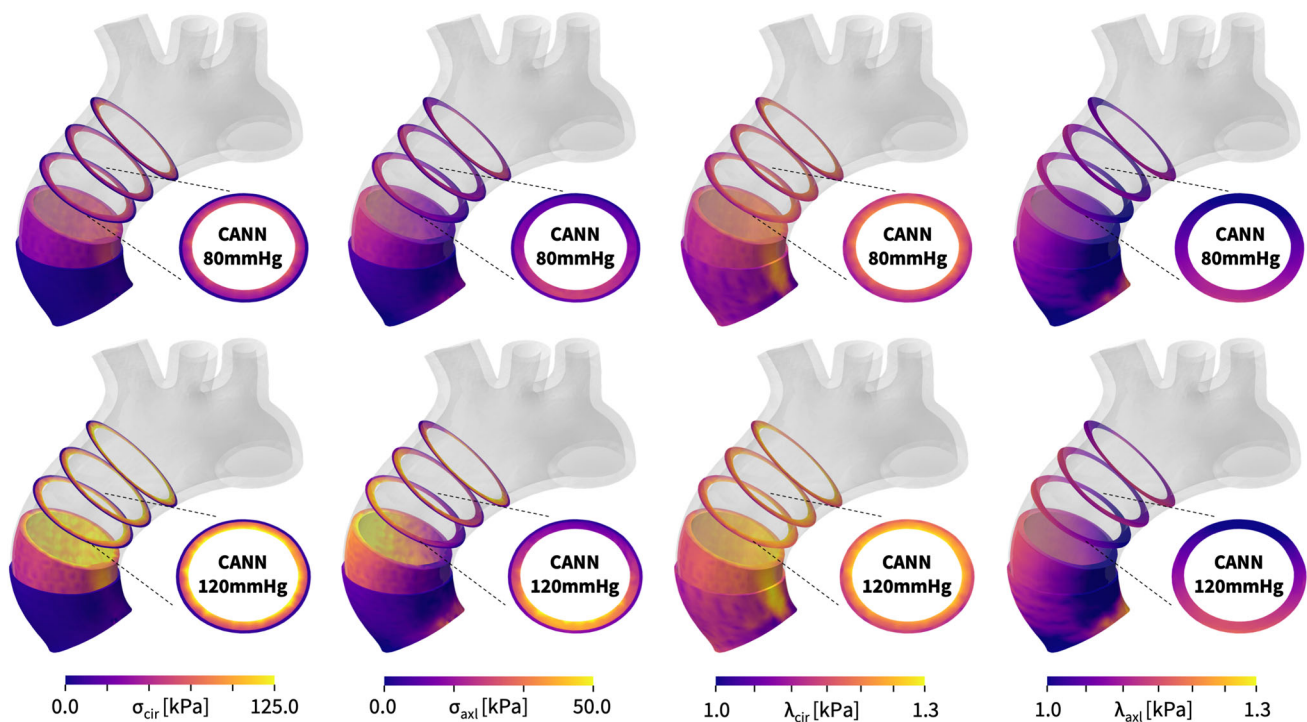 CANN
80mmHg
CANN
80mmHg
CANN
80mmHg
CANN
80mmHg
CANN
120mmHg
CANN
120mmHg
CANN
120mmHg
CANN
120mmHg
0.0 σcir [kPa] 125.0
0.0 σaxl [kPa] 50.0
1.0 λcir [kPa] 1.3
1.0 λaxl [kPa] 1.3